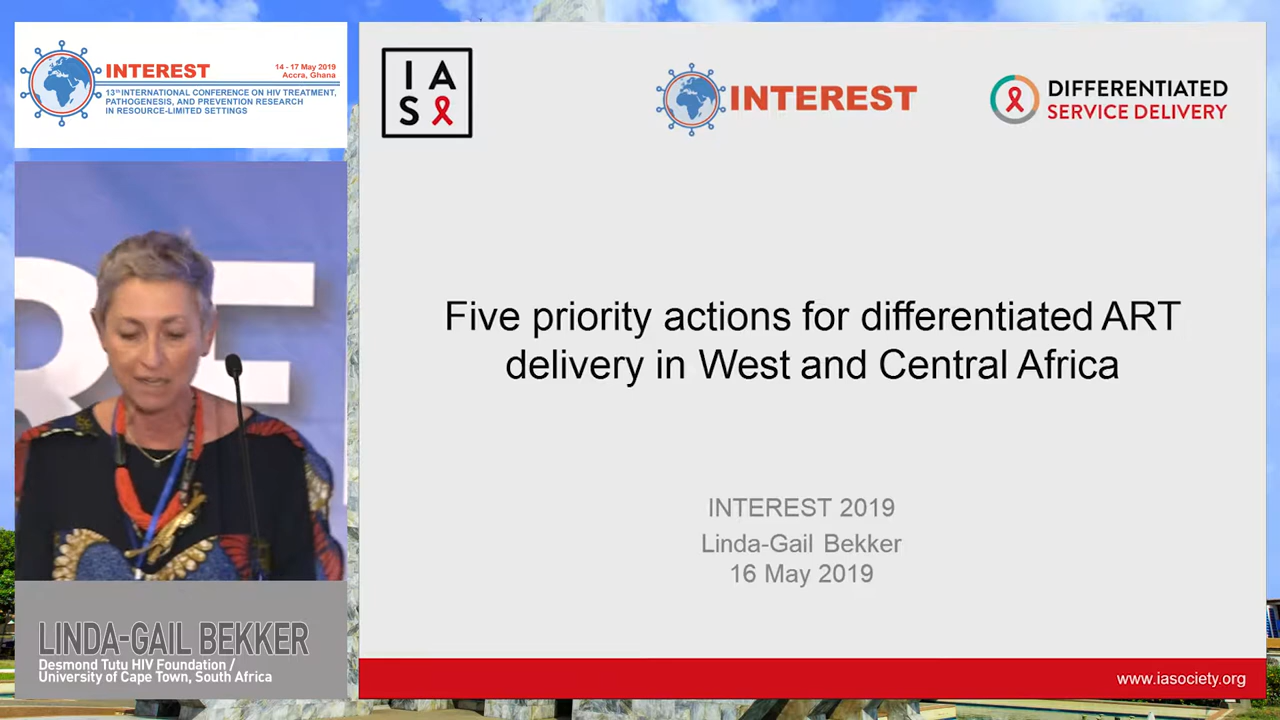 INTEREST
14 - 17 May 2019
Accra, Ghana
13th INTERNATIONAL CONFERENCE ON HIV TREATMENT,
PATHOGENESIS, AND PREVENTION RESEARCH
IN RESOURCE-LIMITED SETTINGS
LINDA-GAIL BEKKER
Desmond Tutu HIV Foundation /
University of Cape Town, South Africa
I A
S
INTEREST
DIFFERENTIATED
SERVICE DELIVERY
Five priority actions for differentiated ART
delivery in West and Central Africa
INTEREST 2019
Linda-Gail Bekker
16 May 2019
www.iasociety.org